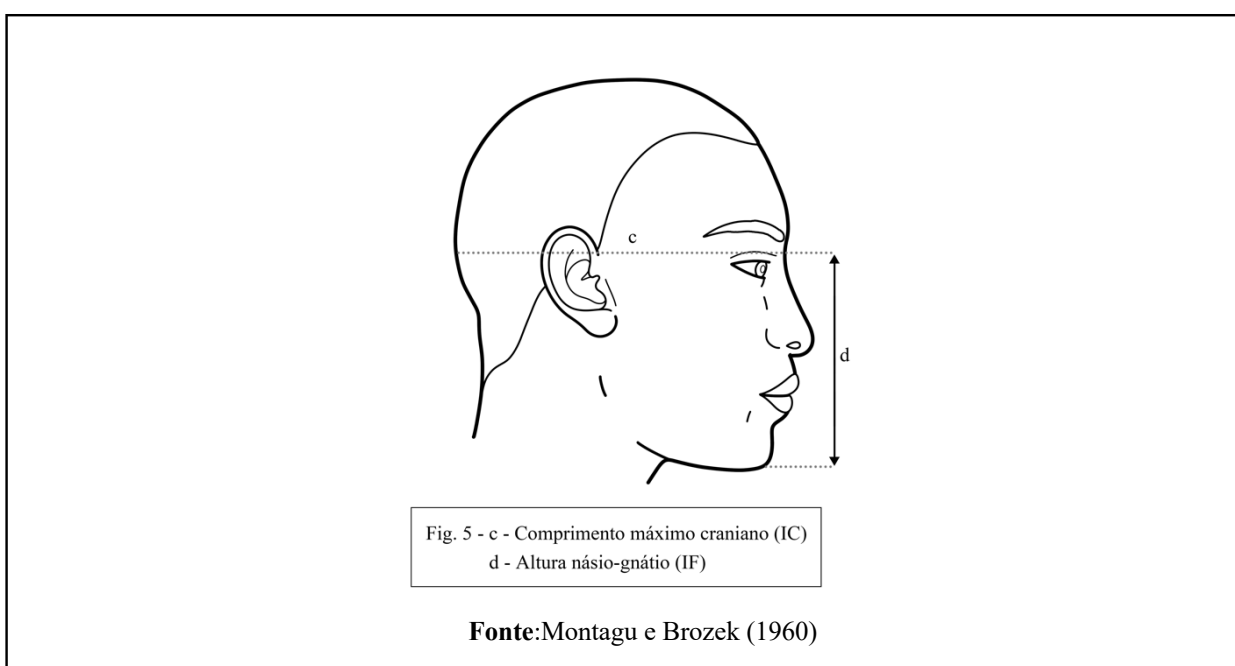 c
d
Fig. 5 - c - Comprimento máximo craniano (IC)
d - Altura násio-gnátio (IF)
Fonte:Montagu e Brozek (1960)